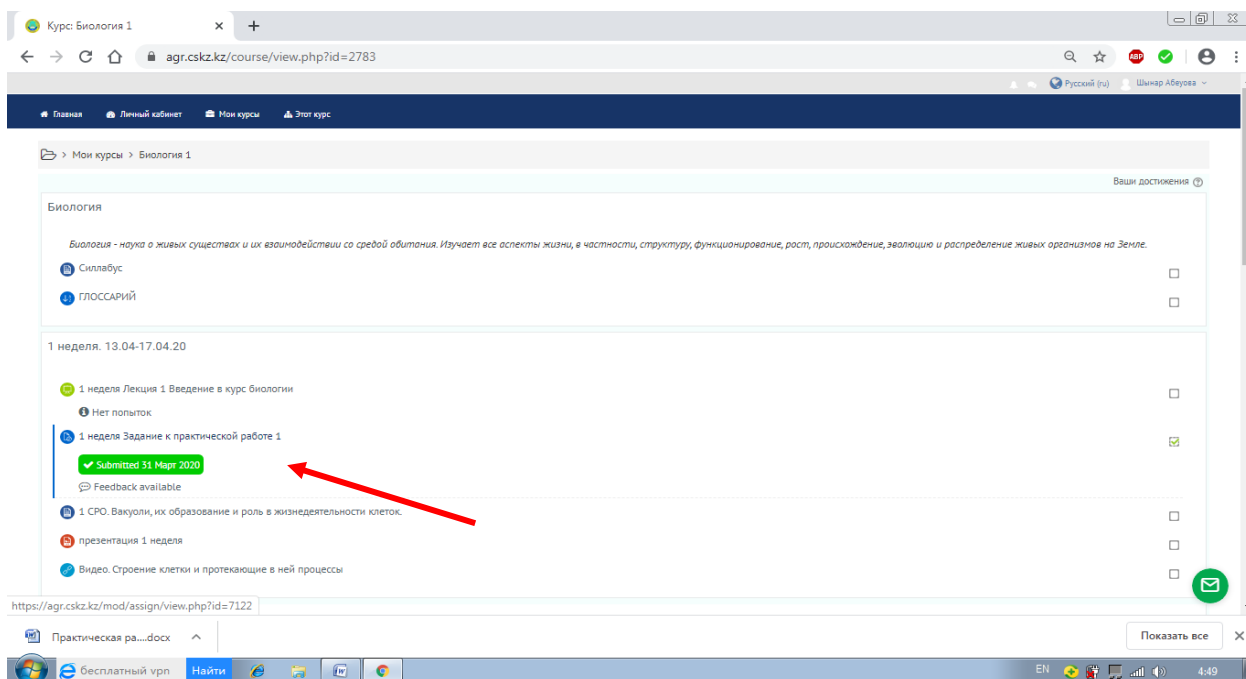 Курс: Биология 1
agr.cskz.kz/course/view.php?id=2783
ABP
Русский (ru) Шынар Абеуова
Главная Личный кабинет Мои курсы Этот курс
> Мои курсы > Биология 1
Ваши достижения
Биология
Биология - наука о живых существах и их взаимодействии со средой обитания. Изучает все аспекты жизни, в частности, структуру, функционирование, рост, происхождение, эволюцию и распределение живых организмов на Земле.
Силлабус
ГЛОССАРИЙ
1 неделя. 13.04-17.04.20
1 неделя Лекция 1 Введение в курс биологии
Нет попыток
1 неделя Задание к практической работе 1
Submitted 31 Март 2020
Feedback available
1 СРО. Вакуоли, их образование и роль в жизнедеятельности клеток.
презентация 1 неделя
Видео. Строение клетки и протекающие в ней процессы
https://agr.cskz.kz/mod/assign/view.php?id=7122
Практическая ра....docx
Показать все
бесплатный vpn Найти EN 4:49